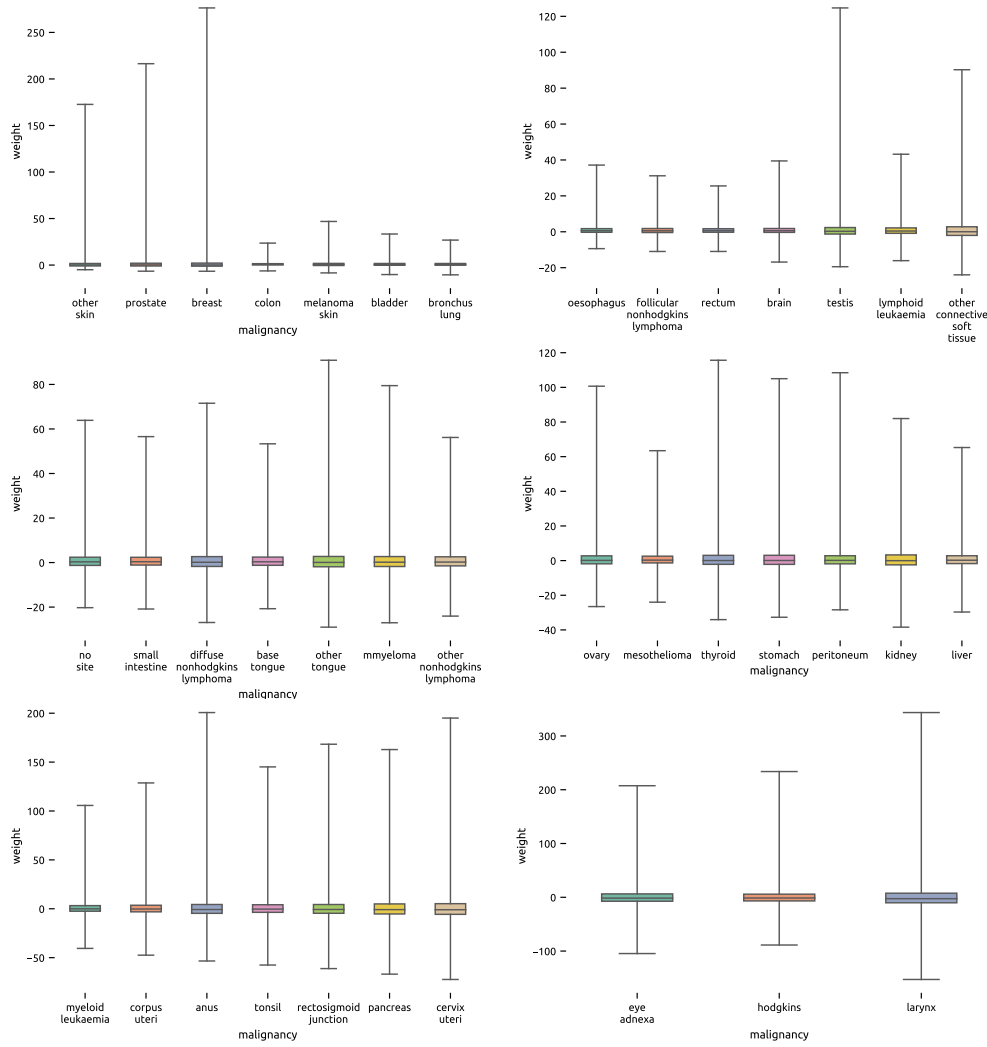 250
200
150
100
50
0
weight
other
skin
prostate
breast
colon
melanoma
skin
bladder
bronchus
lung
malignancy
120
100
80
60
40
20
0
−20
weight
oesophagus
follicular
nonhodgkins
lymphoma
rectum
brain
testis
lymphoid
leukaemia
other
connective
soft
tissue
80
60
40
20
0
−20
weight
no
site
small
intestine
diffuse
nonhodgkins
lymphoma
base
tongue
other
tongue
mmyeloma
other
nonhodgkins
lymphoma
malignancy
120
100
80
60
40
20
0
−20
−40
weight
ovary
mesothelioma
thyroid
stomach
peritoneum
kidney
liver
malignancy
200
150
100
50
0
−50
weight
myeloid
leukaemia
corpus
uteri
anus
tonsil
rectosigmoid
junction
pancreas
cervix
uteri
malignancy
300
200
100
0
−100
weight
eye
adnexa
hodgkins
larynx
malignancy